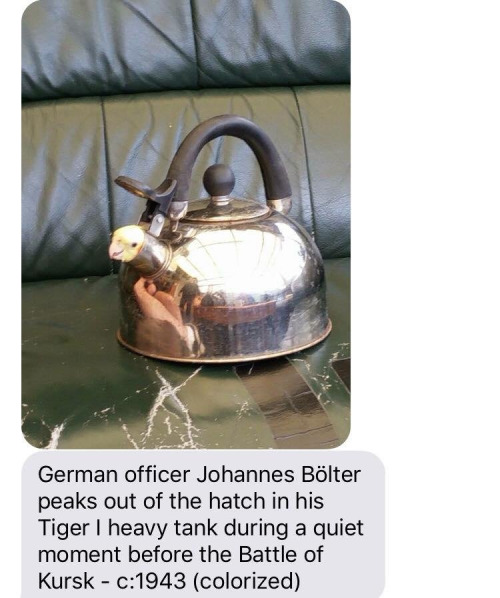 German officer Johannes Bölter
peaks out of the hatch in his
Tiger I heavy tank during a quiet
moment before the Battle of
Kursk - c:1943 (colorized)